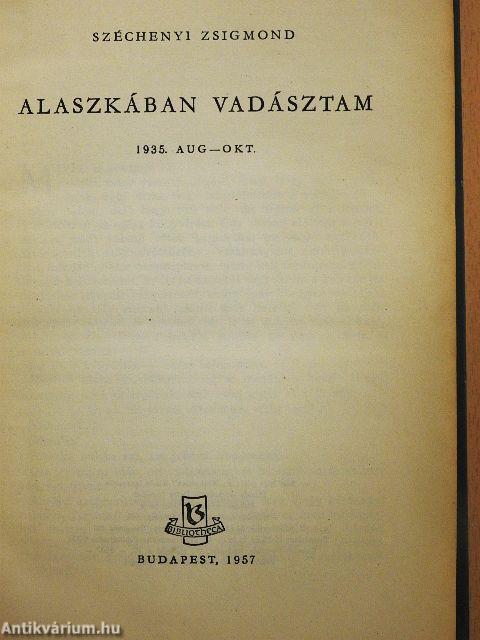 SZÉCHENYI ZSIGMOND
ALASZKÁBAN VADÁSZTAM
1935. AUG—OKT.
B
BIBLIOTHECA
BUDAPEST, 1957
Antikvárium.hu